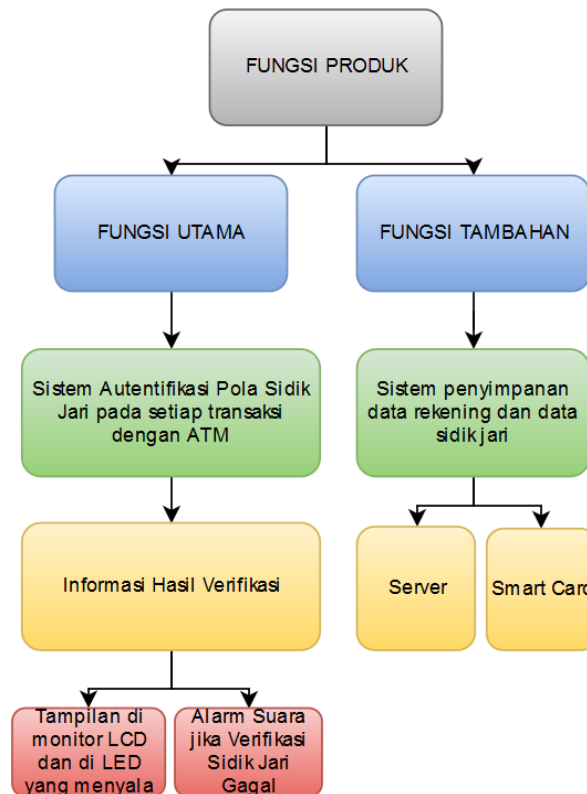 FUNGSI PRODUK
FUNGSI UTAMA
FUNGSI TAMBAHAN
Sistem Autentifikasi Pola Sidik
Jari pada setiap transaksi
dengan ATM
Sistem penyimpanan
data rekening dan data
sidik jari
Informasi Hasil Verifikasi
Server
Smart Card
Tampilan di
monitor LCD
dan di LED
yang menyala
Alarm Suara
jika Verifikasi
Sidik Jari
Gagal